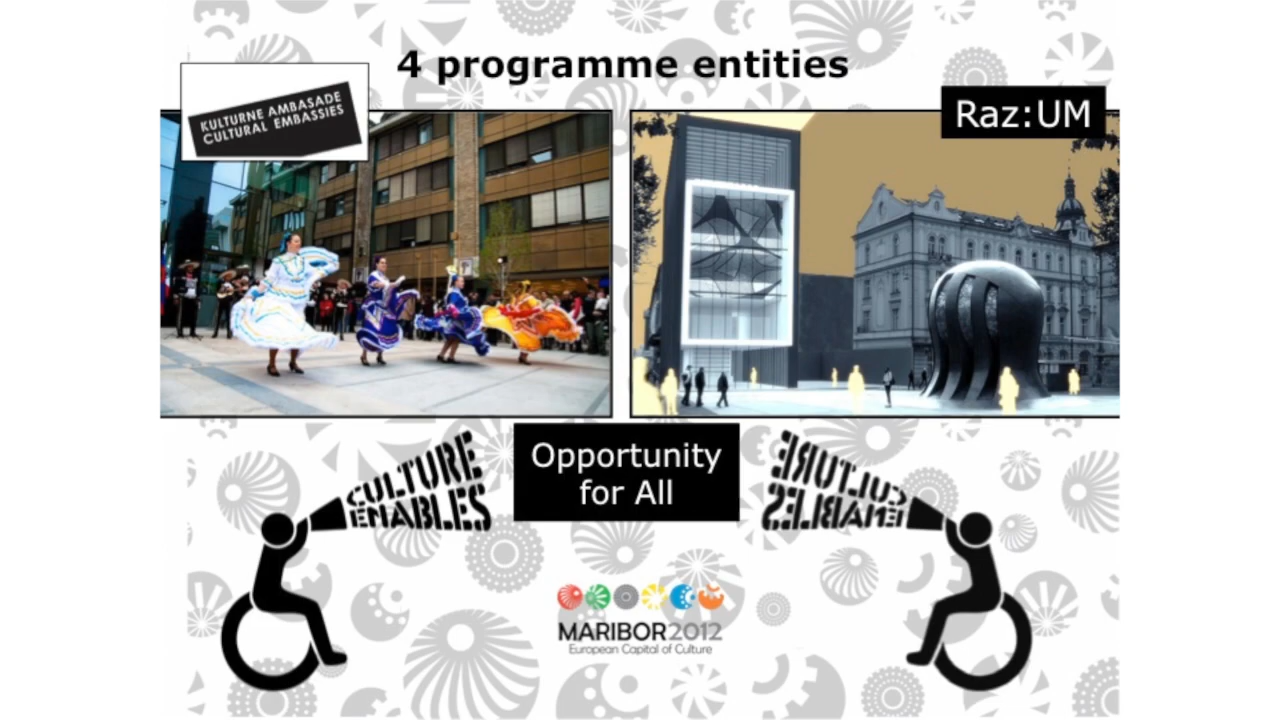 4 programme entities
KULTURNE AMBASADE
CULTURAL EMBASSIES
Raz:UM
Opportunity
for All
CULTURE
ENABLES
CULTURE
ENABLES
MARIBOR2012
European Capital of Culture